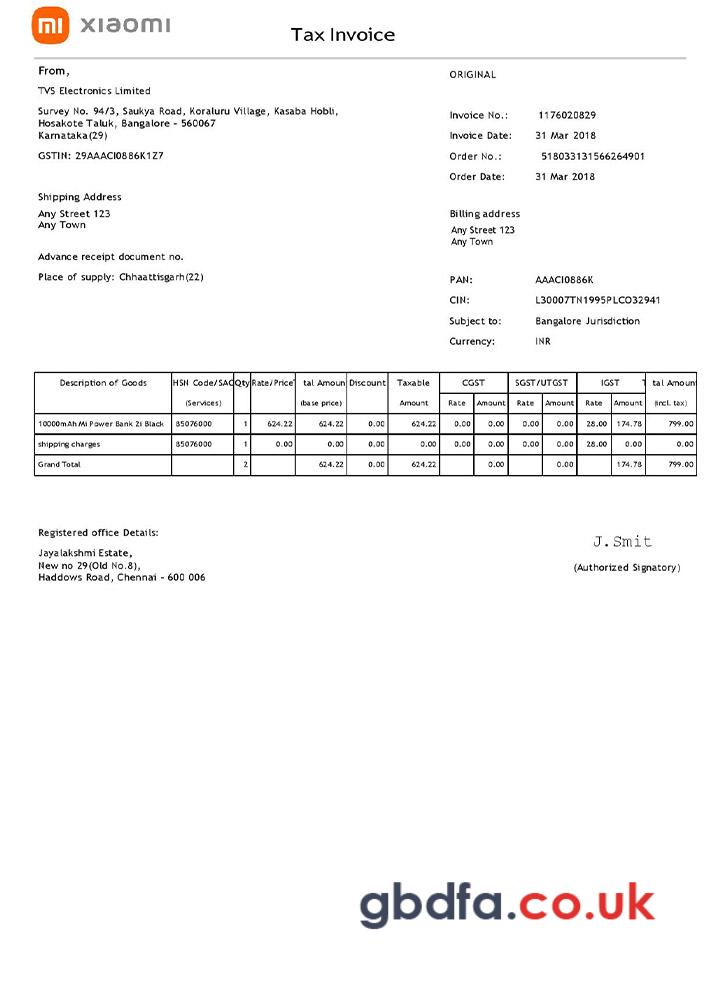 mi xiaomi
Tax Invoice
From,
TVS Electronics Limited
Survey No. 94/3, Saukya Road, Koraluru Village, Kasaba Hobli,
Hosakote Taluk, Bangalore - 560067
Karnataka(29)
GSTIN: 29AAACI0886K1Z7
Shipping Address
Any Street 123
Any Town
Advance receipt document no.
Place of supply: Chhaattisgarh(22)
ORIGINAL
Invoice No.: 1176020829
Invoice Date: 31 Mar 2018
Order No.: 518033131566264901
Order Date: 31 Mar 2018
Billing address
Any Street 123
Any Town
PAN: AAACI0886K
CIN: L30007TN1995PLCO32941
Subject to: Bangalore Jurisdiction
Currency: INR
Description of Goods HSN Code/SAC Qty Rate/Price tal Amoun Discount Taxable CGST SGST/UTGST IGST T tal Amoun
(Services) (base price) Amount Rate Amount Rate Amount Rate Amount (incl. tax)
10000mAh Mi Power Bank 2i Black 85076000 1 624.22 624.22 0.00 624.22 0.00 0.00 0.00 0.00 28.00 174.78 799.00
shipping charges 85076000 1 0.00 0.00 0.00 0.00 0.00 0.00 0.00 0.00 28.00 0.00 0.00
Grand Total 2 624.22 0.00 624.22 0.00 0.00 174.78 799.00
Registered office Details:
Jayalakshmi Estate,
New no 29(Old No.8),
Haddows Road, Chennai - 600 006
J.Smit
(Authorized Signatory)
gbdfa.co.uk